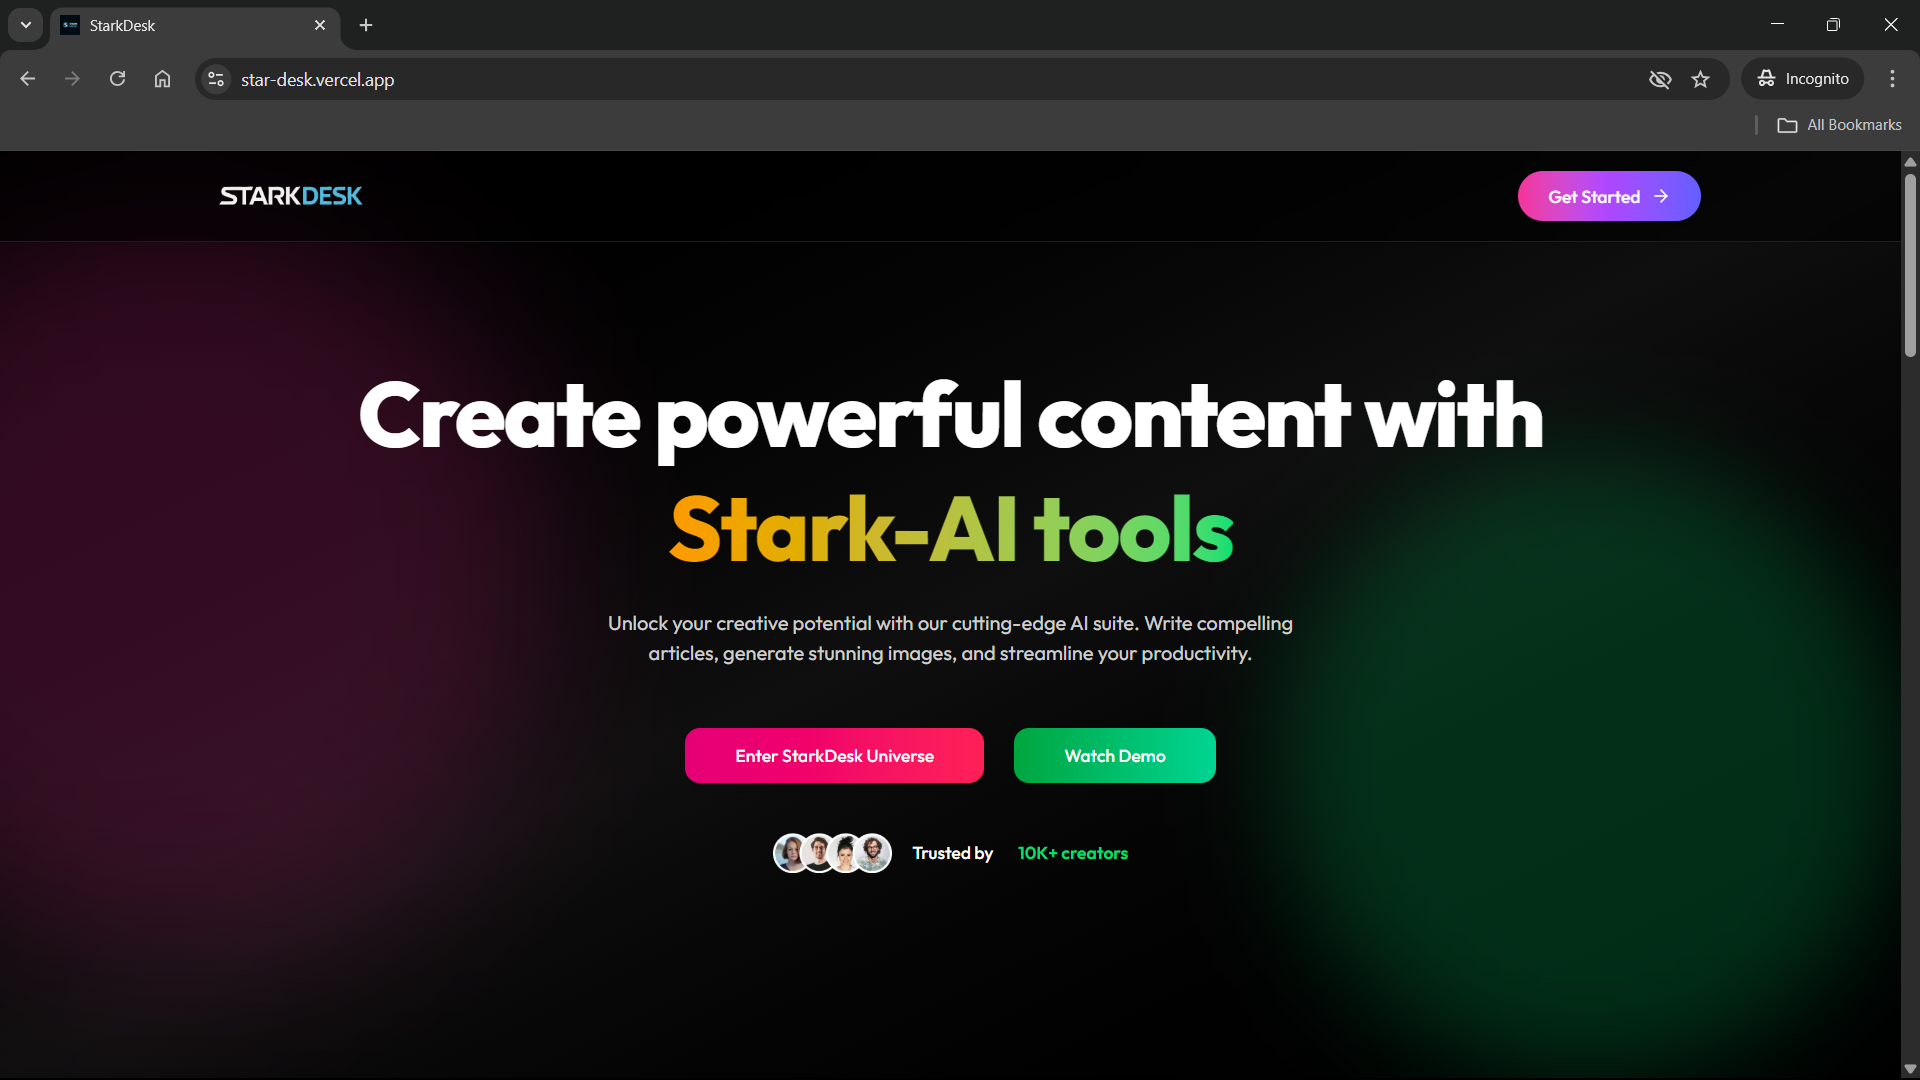 StarkDesk
star-desk.vercel.app
Incognito
All Bookmarks
STARKDESK
Get Started
Create powerful content with
Stark-AI tools
Unlock your creative potential with our cutting-edge AI suite. Write compelling
articles, generate stunning images, and streamline your productivity.
Enter StarkDesk Universe
Watch Demo
Trusted by 10K+ creators